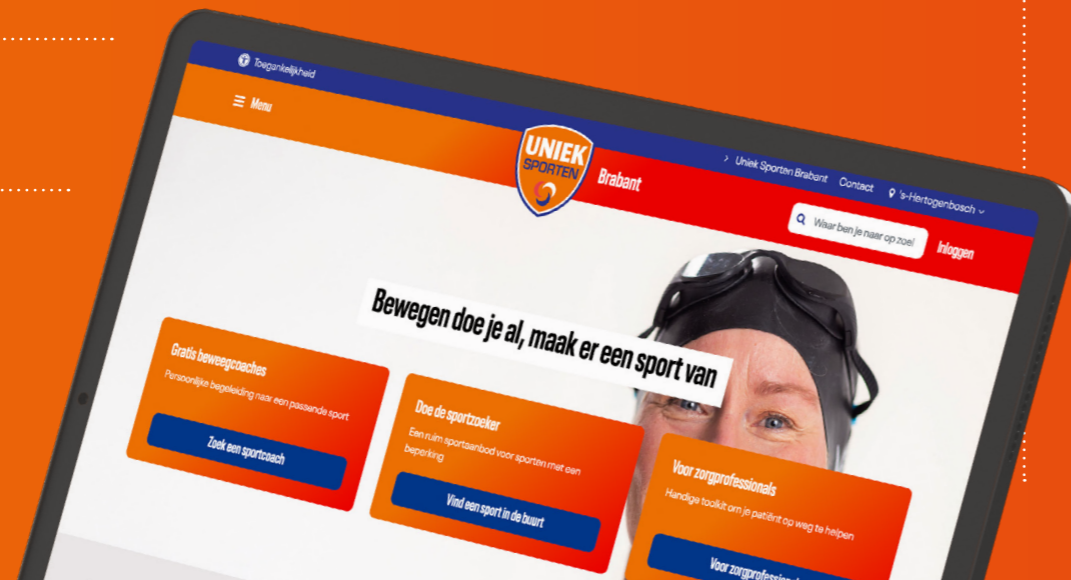 Toegankelijkheid
> Uniek Sporten Brabant Contact 's-Hertogenbosch
Menu
UNIEK
SPORTEN
Brabant
Waar ben je naar op zoe
Inloggen
Bewegen doe je al, maak er een sport van
Gratis beweegcoaches
Persoonlijke begeleiding naar een passende sport
Zoek een sportcoach
Doe de sportzoeker
Een ruim sportaanbod voor sporten met een
beperking
Vind een sport in de buurt
Voor zorgprofessionals
Handige toolkit om je patiënt op weg te helpen
Voor